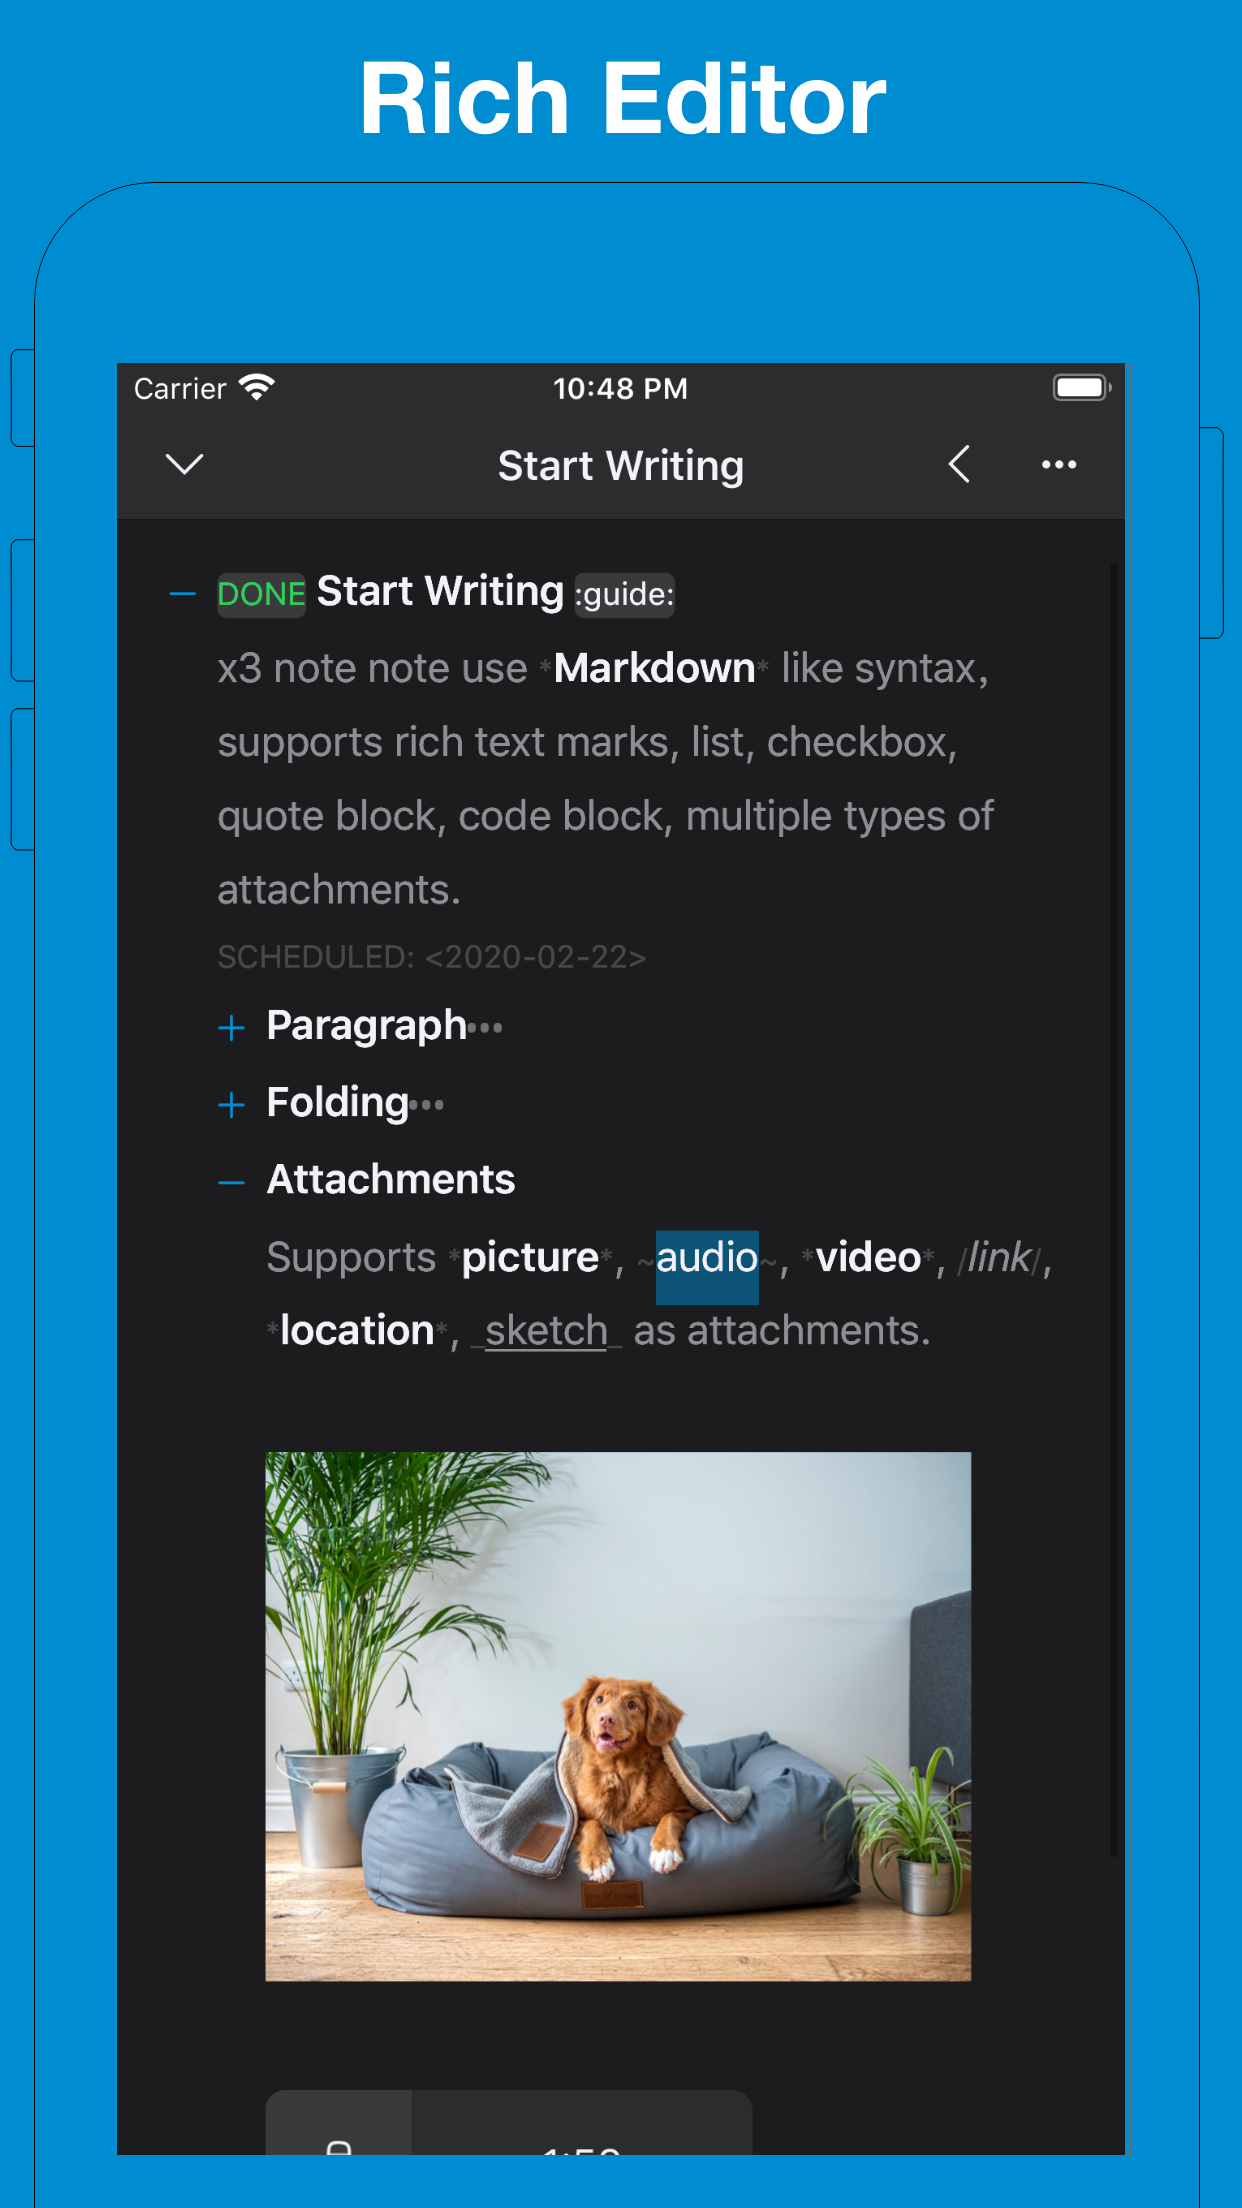 Rich Editor
Carrier 10:48 PM
Start Writing
DONE Start Writing :guide:
x3 note note use *Markdown* like syntax,
supports rich text marks, list, checkbox,
quote block, code block, multiple types of
attachments.
SCHEDULED: <2020-02-22>
Paragraph•••
Folding•••
Attachments
Supports *picture*, ~audio~, *video*, /link/,
*location*, _sketch_ as attachments.